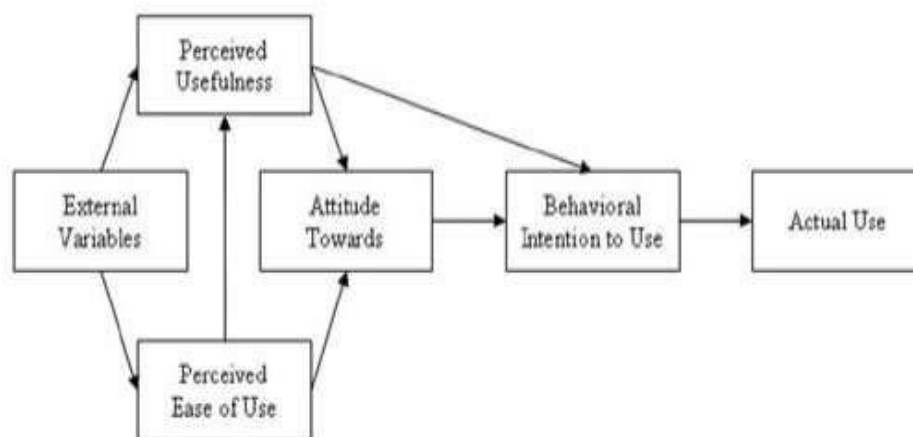 Perceived
Usefulness
External
Variables
Attitude
Towards
Behavioral
Intention to Use
Actual Use
Perceived
Ease of Use